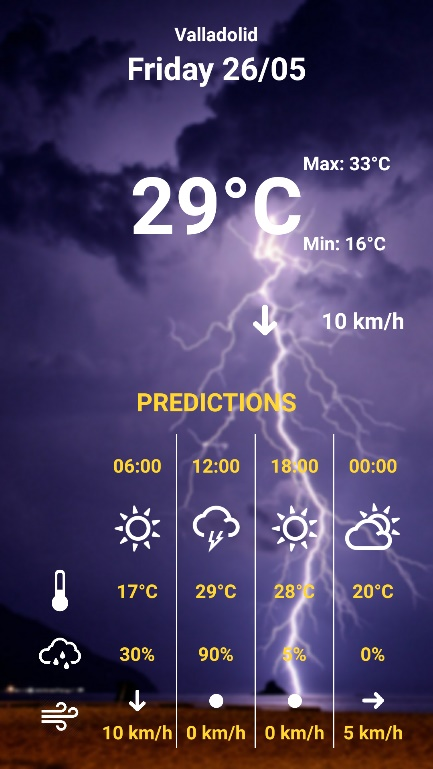 Valladolid
Friday 26/05
Max: 33°C
29°C
Min: 16°C
10 km/h
PREDICTIONS
06:00 12:00 18:00 00:00
17°C 29°C 28°C 20°C
30% 90% 5% 0%
10 km/h 0 km/h 0 km/h 5 km/h